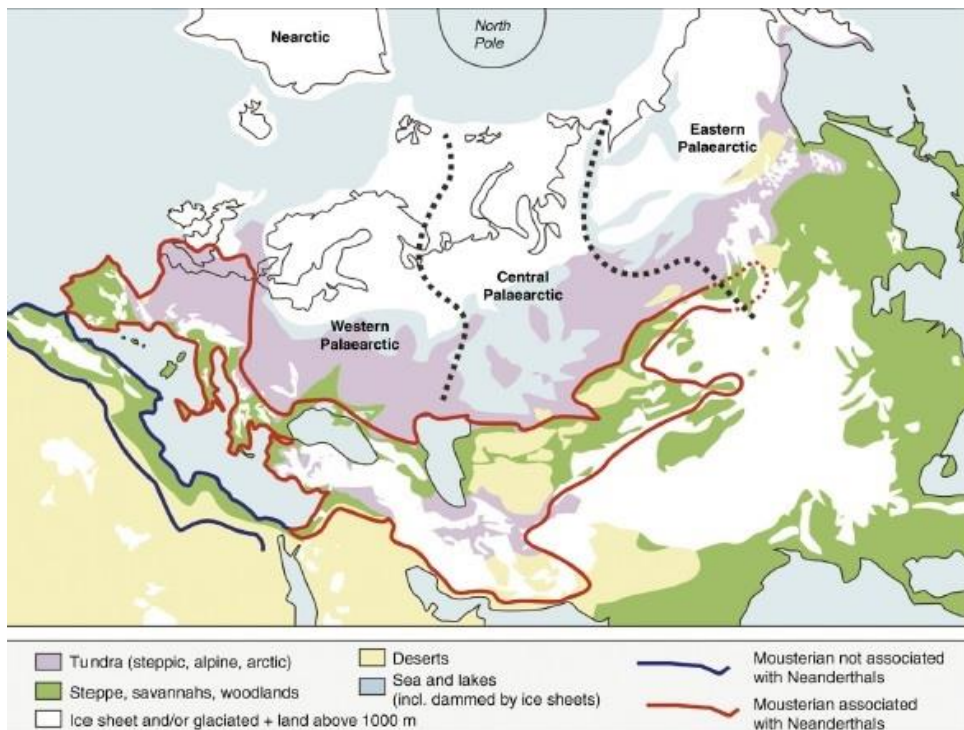 Nearctic
North
Pole
Eastern
Palaearctic
Central
Palaearctic
Western
Palaearctic
Tundra (steppic, alpine, arctic)
Steppe, savannahs, woodlands
Ice sheet and/or glaciated + land above 1000 m
Deserts
Sea and lakes
(incl. dammed by ice sheets)
Mousterian not associated
with Neanderthals
Mousterian associated
with Neanderthals